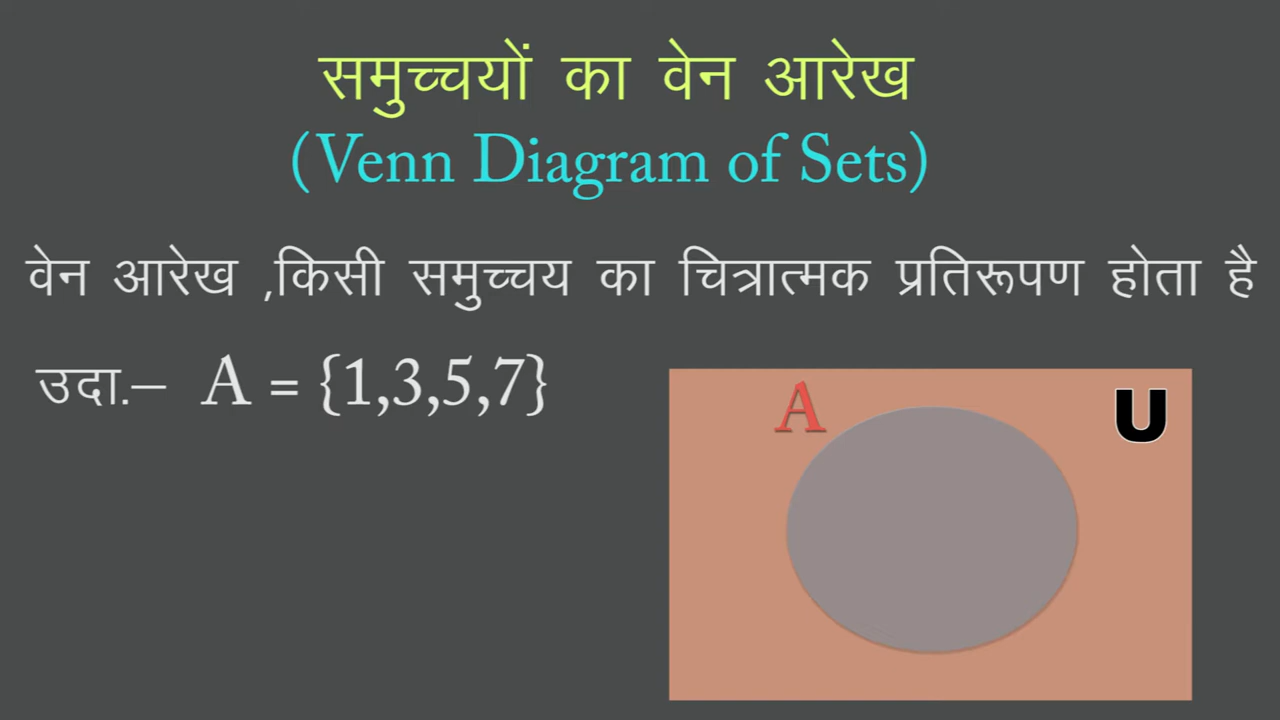 समुच्चयों का वेन आरेख
(Venn Diagram of Sets)
वेन आरेख ,किसी समुच्चय का चित्रात्मक प्रतिरूपण होता है
उदा.– A = {1,3,5,7}
A
U